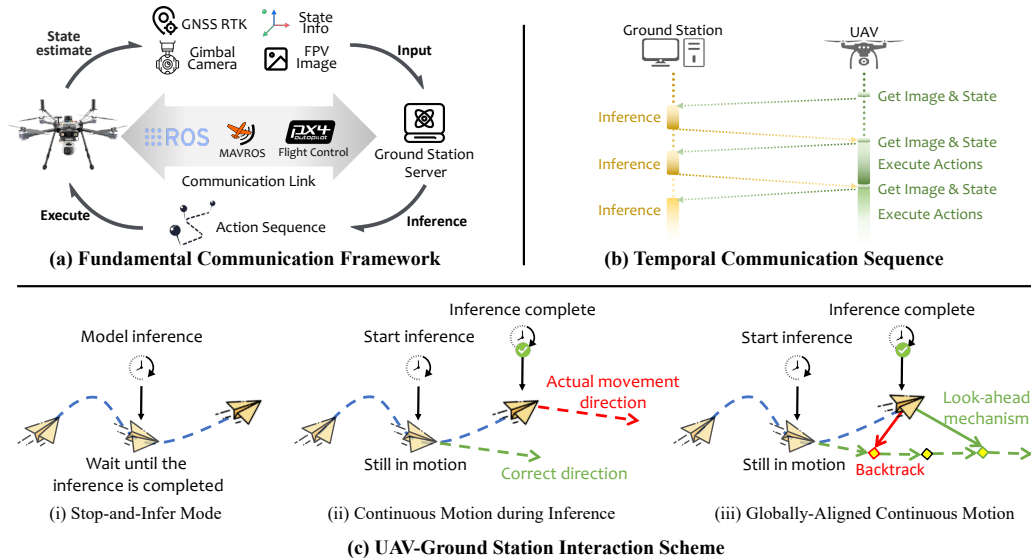 GNSS RTK
State
Info
State
estimate
Gimbal
Camera
FPV
Image
Input
ROS
MAVROS
PX4
autopilot
Flight Control
Ground Station
Server
Communication Link
Execute
Action Sequence
Inference
(a) Fundamental Communication Framework
Ground Station
UAV
Get Image & State
Inference
Get Image & State
Inference
Execute Actions
Get Image & State
Inference
Execute Actions
(b) Temporal Communication Sequence
Model inference
Wait until the
inference is completed
(i) Stop-and-Infer Mode
Inference complete
Start inference
Actual movement
direction
Still in motion
Correct direction
(ii) Continuous Motion during Inference
Inference complete
Start inference
Look-ahead
mechanism
Still in motion
Backtrack
(iii) Globally-Aligned Continuous Motion
(c) UAV-Ground Station Interaction Scheme